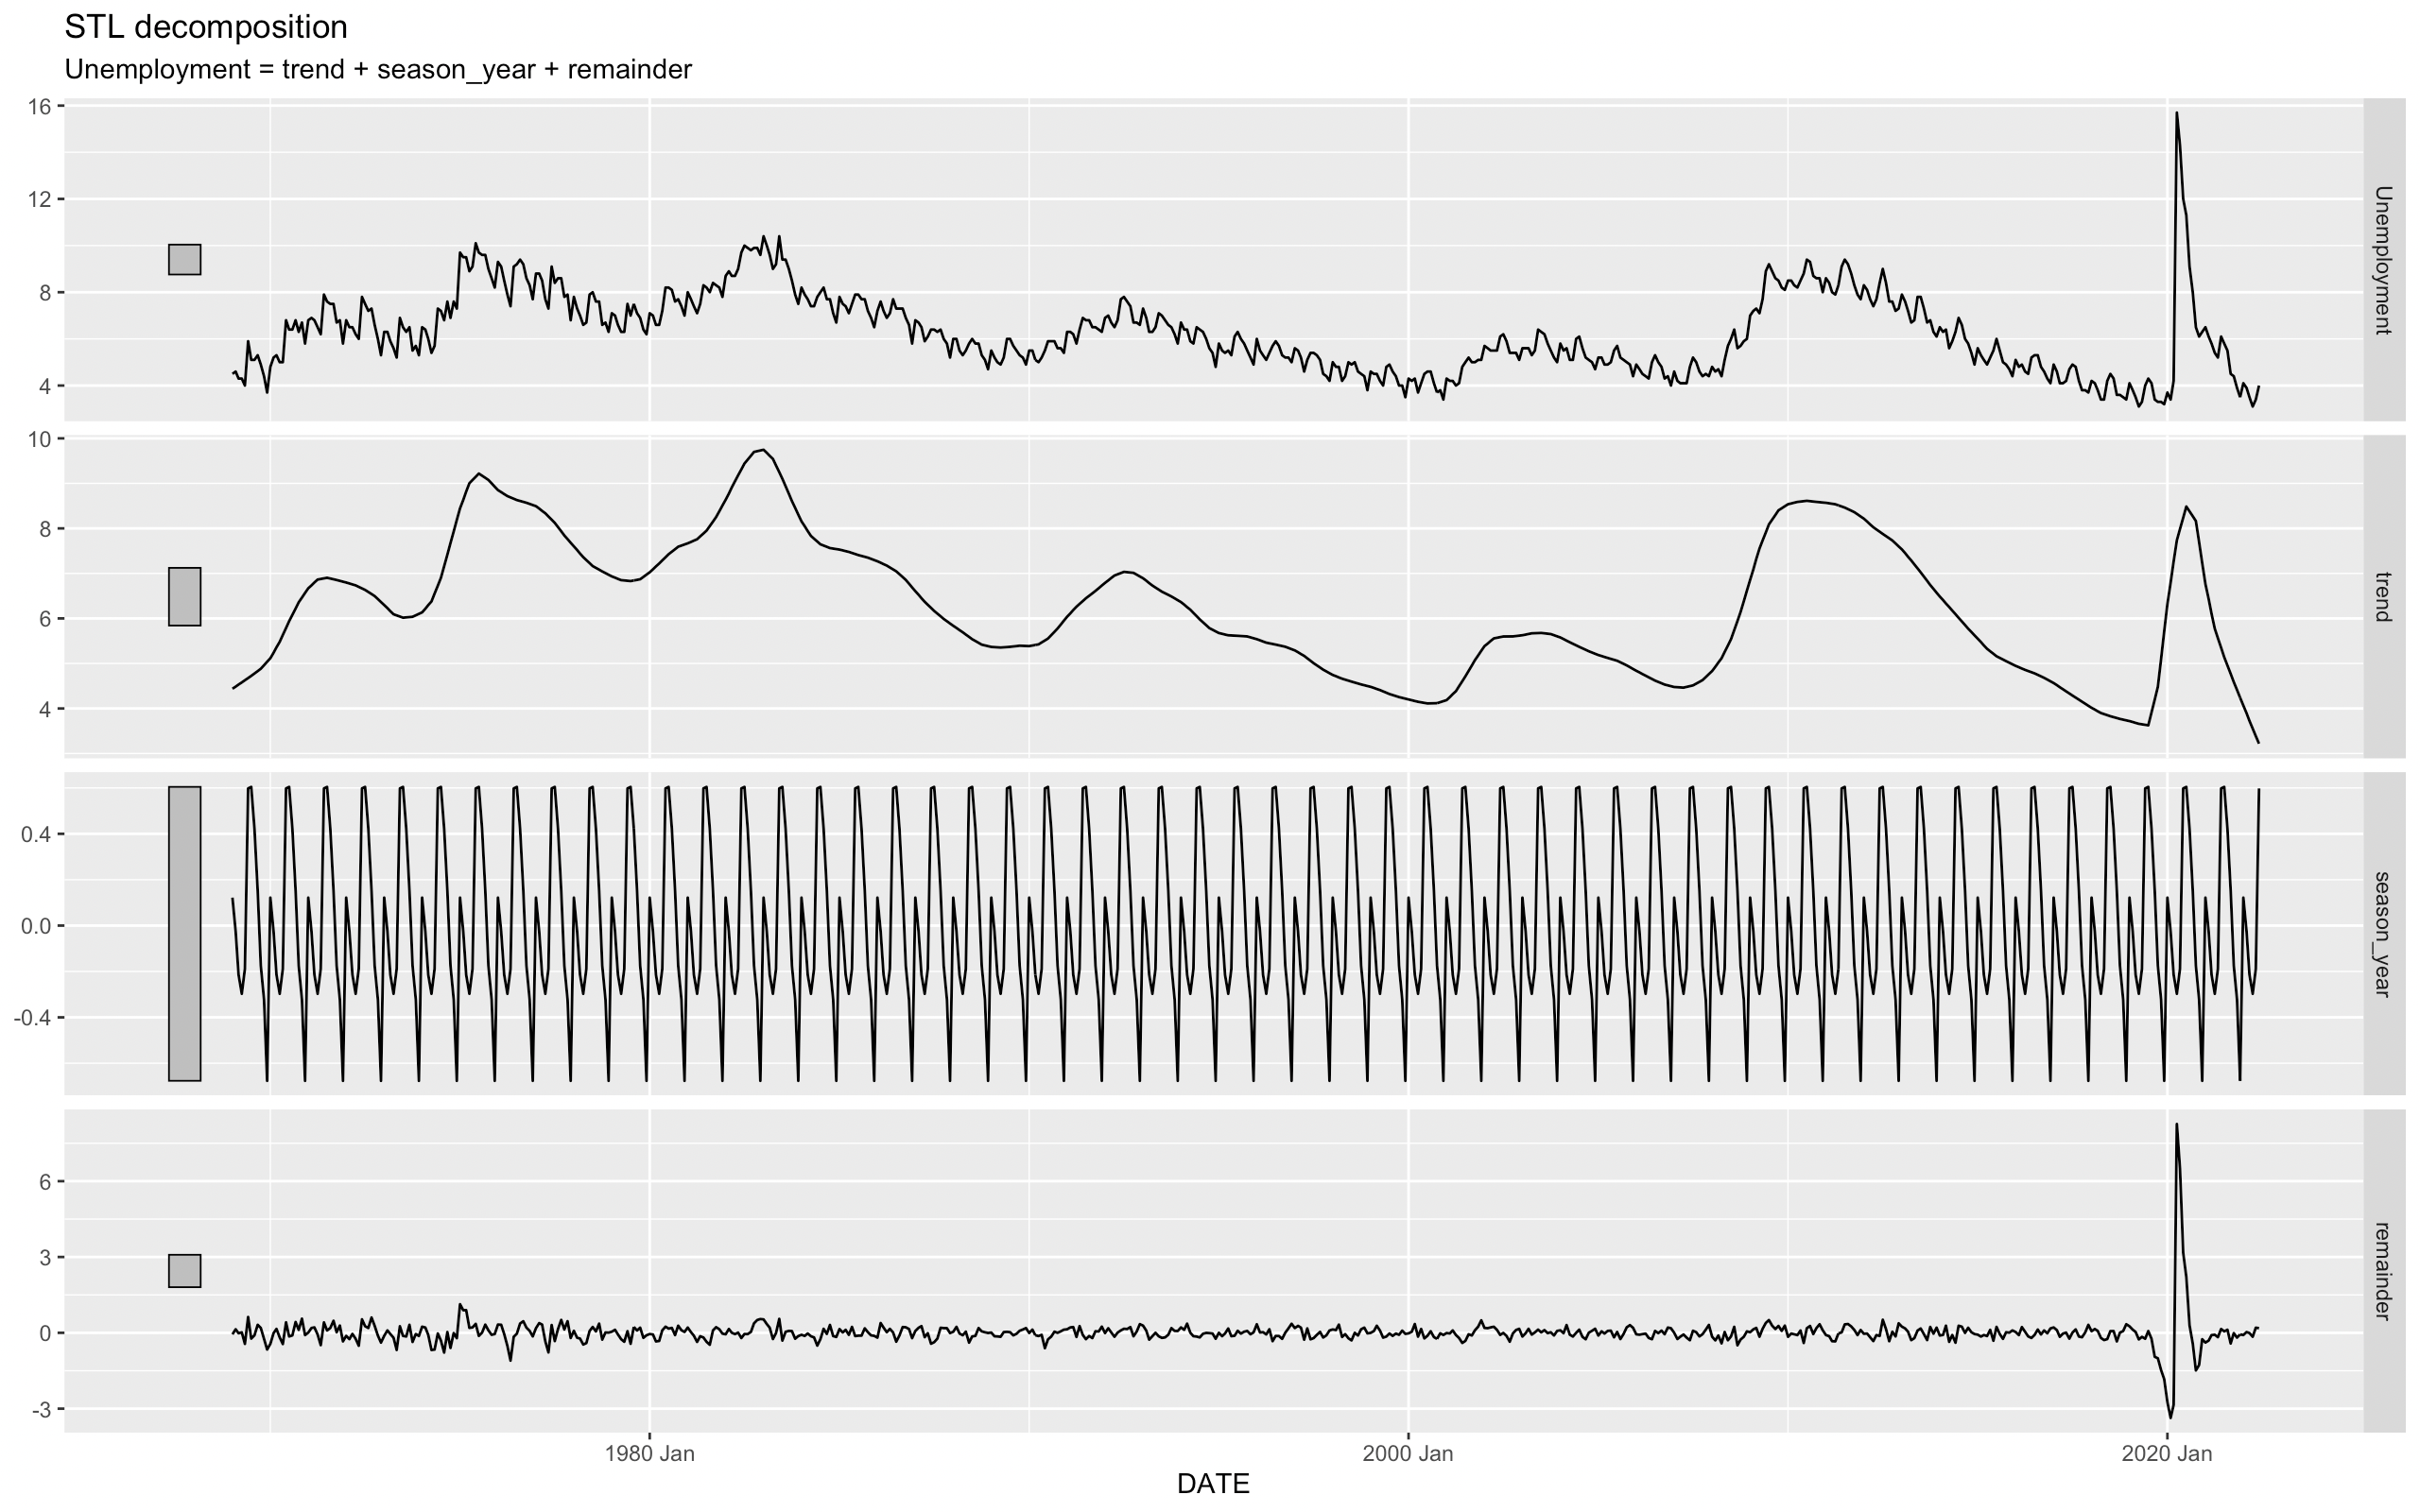 STL decomposition
Unemployment = trend + season_year + remainder
16
12
8
4
Unemployment
10
8
6
4
trend
0.4
0.0
-0.4
season_year
6
3
0
-3
remainder
1980 Jan
2000 Jan
2020 Jan
DATE